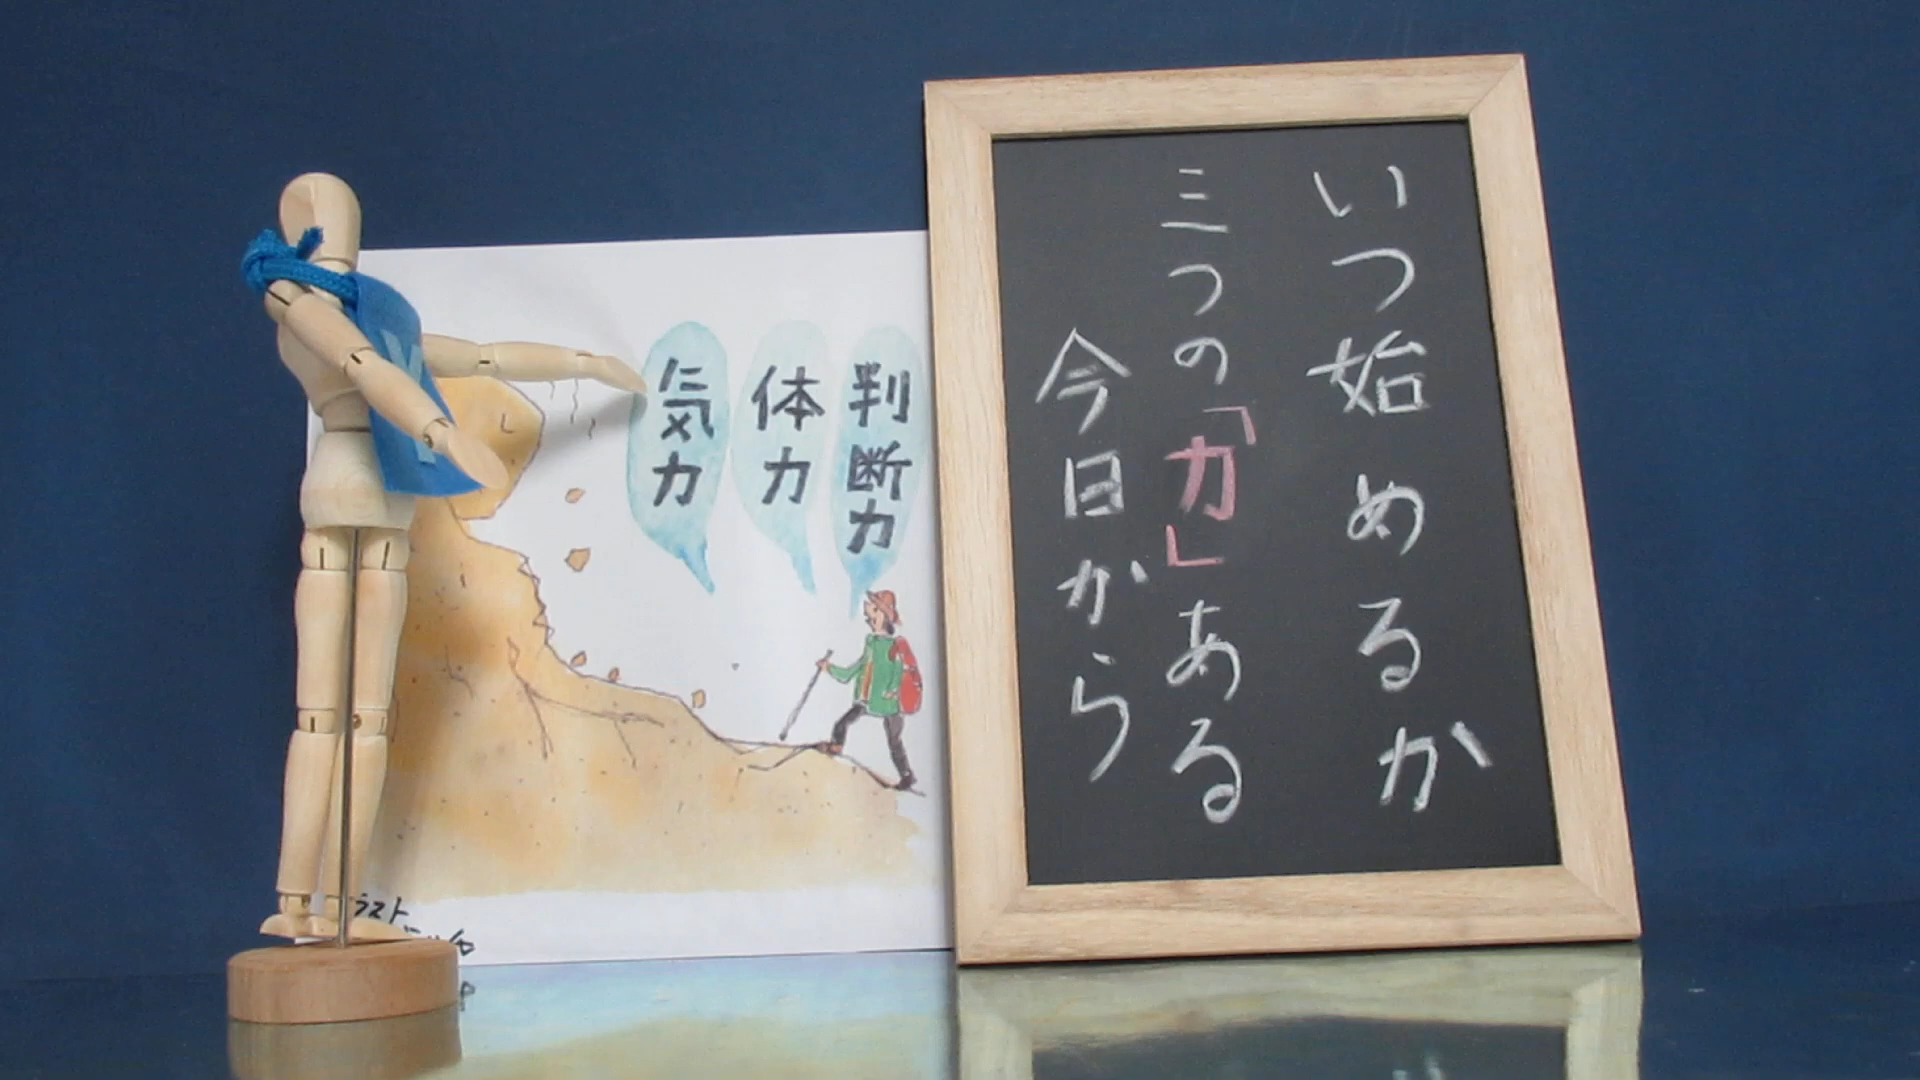 いつ始めるか
三つの「力」ある
今日から
判断力
体力
気力